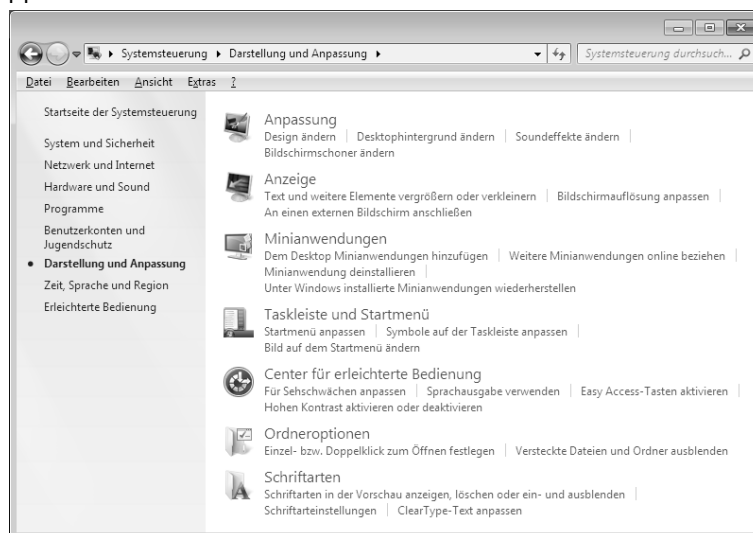 Systemsteuerung ▸ Darstellung und Anpassung ▸
Systemsteuerung durchsuch...
Datei Bearbeiten Ansicht Extras ?
Startseite der Systemsteuerung
System und Sicherheit
Netzwerk und Internet
Hardware und Sound
Programme
Benutzerkonten und
Jugendschutz
Darstellung und Anpassung
Zeit, Sprache und Region
Erleichterte Bedienung
Anpassung
Design ändern | Desktophintergrund ändern | Soundeffekte ändern |
Bildschirmschoner ändern
Anzeige
Text und weitere Elemente vergrößern oder verkleinern | Bildschirmauflösung anpassen |
An einen externen Bildschirm anschließen
Minianwendungen
Dem Desktop Minianwendungen hinzufügen | Weitere Minianwendungen online beziehen |
Minianwendung deinstallieren |
Unter Windows installierte Minianwendungen wiederherstellen
Taskleiste und Startmenü
Startmenü anpassen | Symbole auf der Taskleiste anpassen |
Bild auf dem Startmenü ändern
Center für erleichterte Bedienung
Für Sehschwächen anpassen | Sprachausgabe verwenden | Easy Access-Tasten aktivieren |
Hohen Kontrast aktivieren oder deaktivieren
Ordneroptionen
Einzel- bzw. Doppelklick zum Öffnen festlegen | Versteckte Dateien und Ordner ausblenden
Schriftarten
Schriftarten in der Vorschau anzeigen, löschen oder ein- und ausblenden |
Schriftarteinstellungen | ClearType-Text anpassen